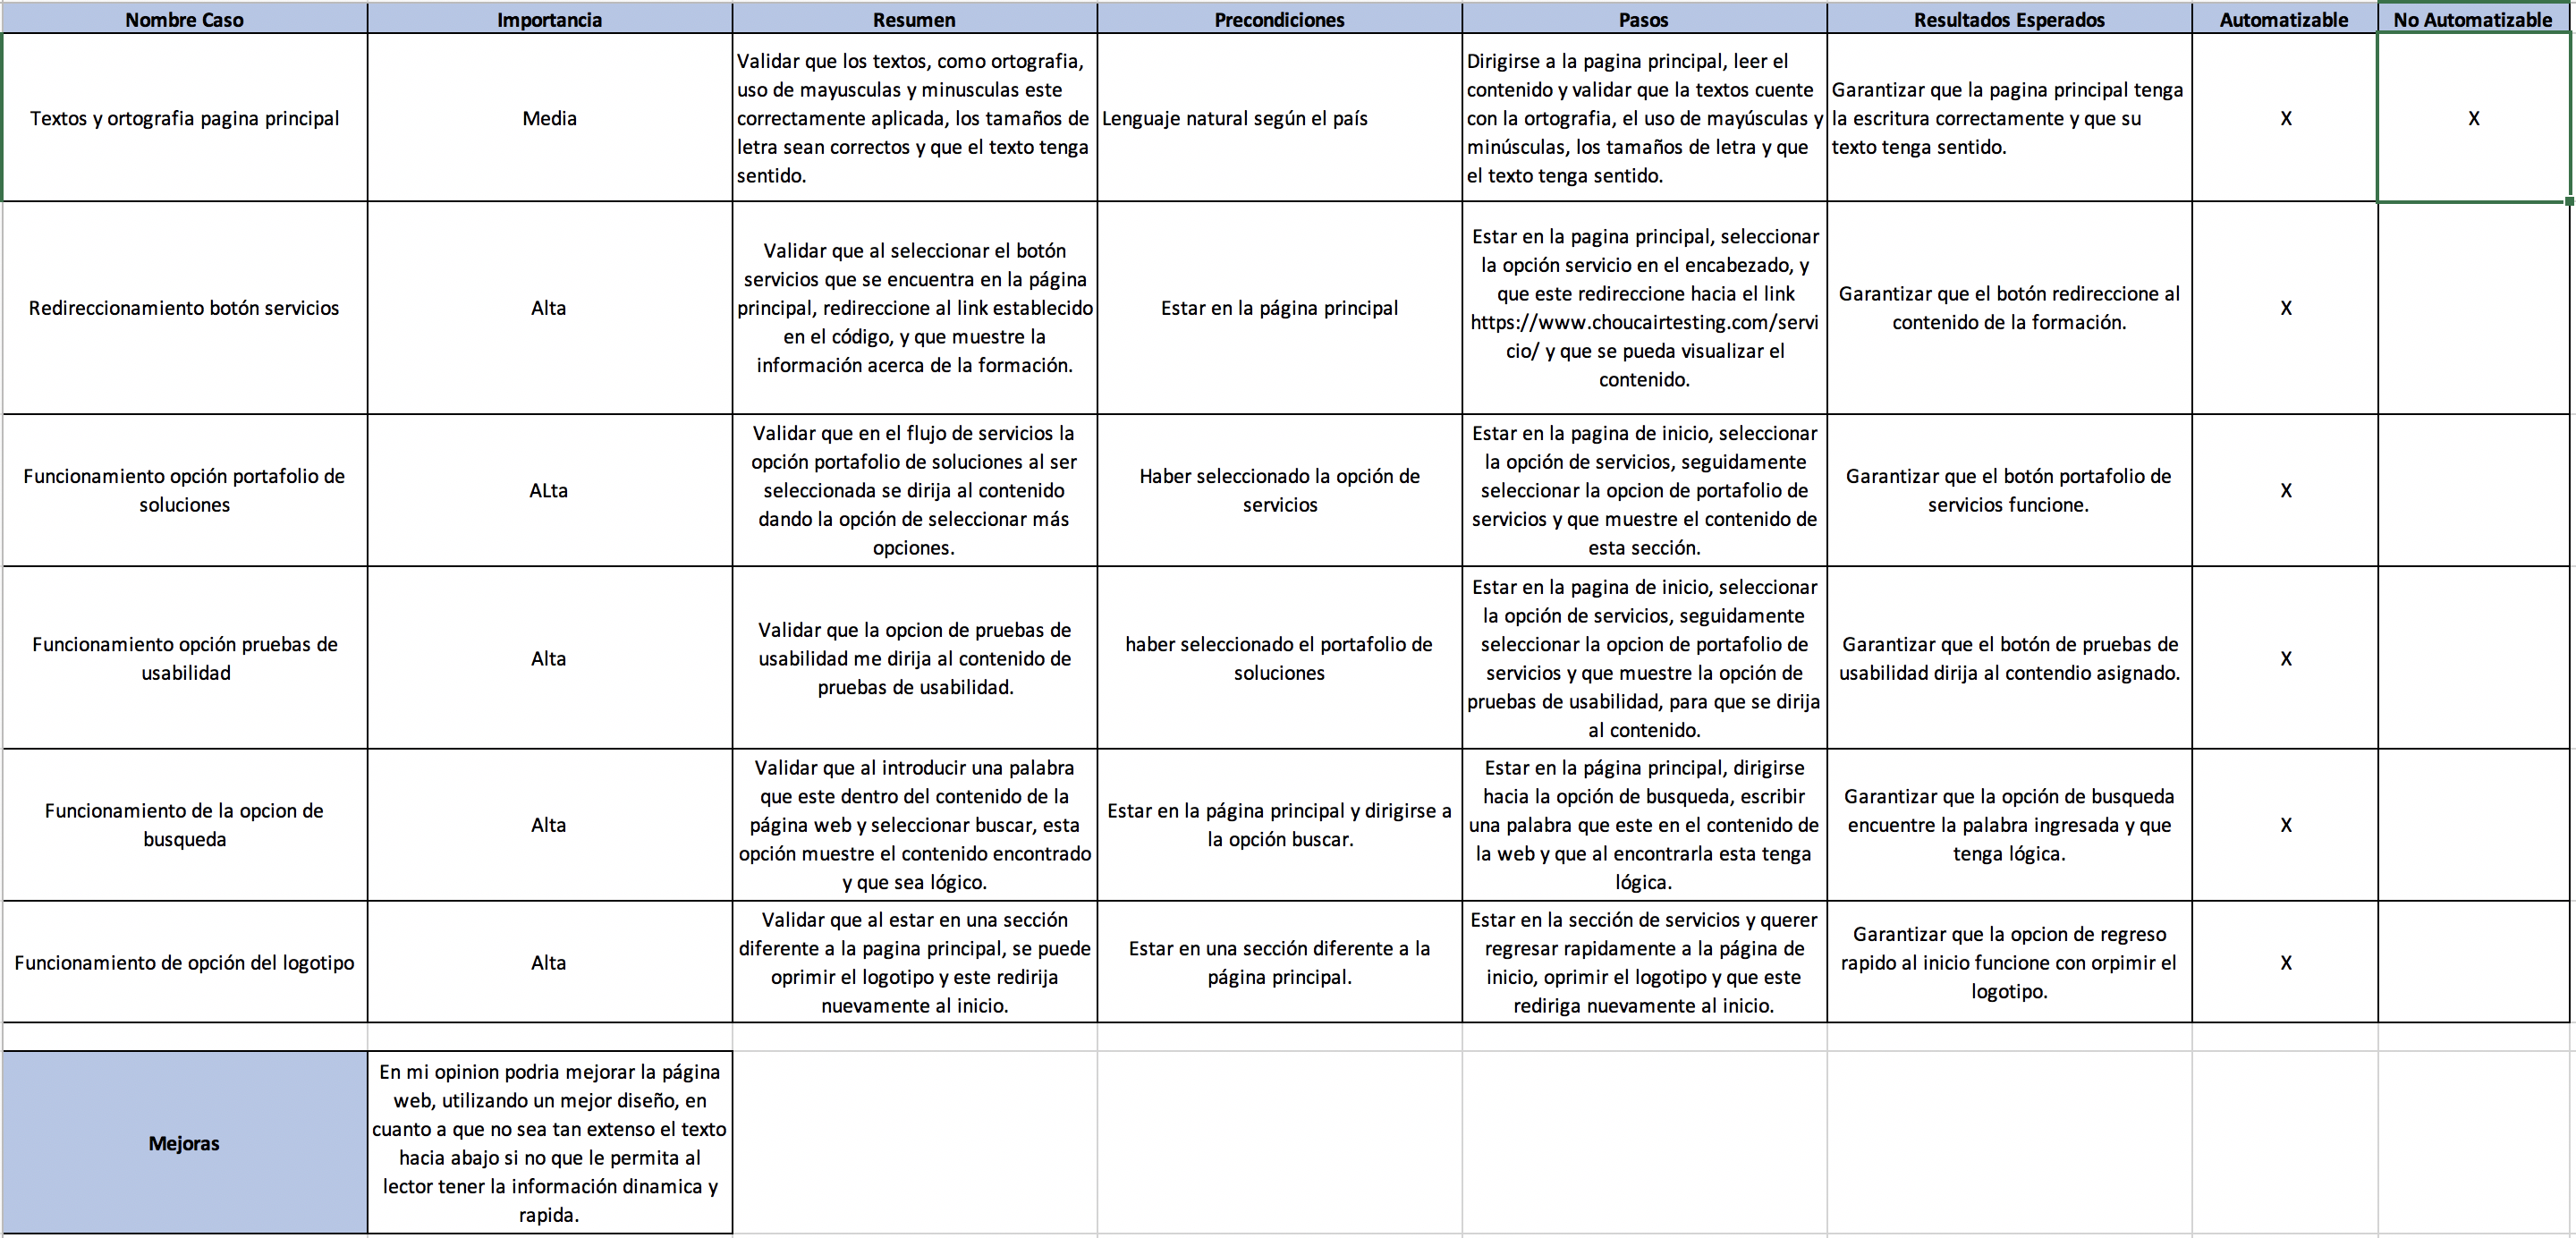 Nombre Caso
Importancia
Resumen
Precondiciones
Pasos
Resultados Esperados
Automatizable
No Automatizable
Textos y ortografia pagina principal
Media
Validar que los textos, como ortografia,
uso de mayusculas y minusculas este
correctamente aplicada, los tamaños de
letra sean correctos y que el texto tenga
sentido.
Lenguaje natural según el país
Dirigirse a la pagina principal, leer el
contenido y validar que la textos cuente
con la ortografia, el uso de mayúsculas y
minúsculas, los tamaños de letra y que
el texto tenga sentido.
Garantizar que la pagina principal tenga
la escritura correctamente y que su
texto tenga sentido.
X
X
Redireccionamiento botón servicios
Alta
Validar que al seleccionar el botón
servicios que se encuentra en la página
principal, redireccione al link establecido
en el código, y que muestre la
información acerca de la formación.
Estar en la página principal
Estar en la pagina principal, seleccionar
la opción servicio en el encabezado, y
que este redireccione hacia el link
https://www.choucairtesting.com/servi
cio/ y que se pueda visualizar el
contenido.
Garantizar que el botón redireccione al
contenido de la formación.
X
Funcionamiento opción portafolio de
soluciones
ALta
Validar que en el flujo de servicios la
opción portafolio de soluciones al ser
seleccionada se dirija al contenido
dando la opción de seleccionar más
opciones.
Haber seleccionado la opción de
servicios
Estar en la pagina de inicio, seleccionar
la opción de servicios, seguidamente
seleccionar la opcion de portafolio de
servicios y que muestre el contenido de
esta sección.
Garantizar que el botón portafolio de
servicios funcione.
X
Funcionamiento opción pruebas de
usabilidad
Alta
Validar que la opcion de pruebas de
usabilidad me dirija al contenido de
pruebas de usabilidad.
haber seleccionado el portafolio de
soluciones
Estar en la pagina de inicio, seleccionar
la opción de servicios, seguidamente
seleccionar la opcion de portafolio de
servicios y que muestre la opción de
pruebas de usabilidad, para que se dirija
al contenido.
Garantizar que el botón de pruebas de
usabilidad dirija al contendio asignado.
X
Funcionamiento de la opcion de
busqueda
Alta
Validar que al introducir una palabra
que este dentro del contenido de la
página web y seleccionar buscar, esta
opción muestre el contenido encontrado
y que sea lógico.
Estar en la página principal y dirigirse a
la opción buscar.
Estar en la página principal, dirigirse
hacia la opción de busqueda, escribir
una palabra que este en el contenido de
la web y que al encontrarla esta tenga
lógica.
Garantizar que la opción de busqueda
encuentre la palabra ingresada y que
tenga lógica.
X
Funcionamiento de opción del logotipo
Alta
Validar que al estar en una sección
diferente a la pagina principal, se puede
oprimir el logotipo y este redirija
nuevamente al inicio.
Estar en una sección diferente a la
página principal.
Estar en la sección de servicios y querer
regresar rapidamente a la página de
inicio, oprimir el logotipo y que este
rediriga nuevamente al inicio.
Garantizar que la opcion de regreso
rapido al inicio funcione con orpimir el
logotipo.
X
Mejoras
En mi opinion podria mejorar la página
web, utilizando un mejor diseño, en
cuanto a que no sea tan extenso el texto
hacia abajo si no que le permita al
lector tener la información dinamica y
rapida.